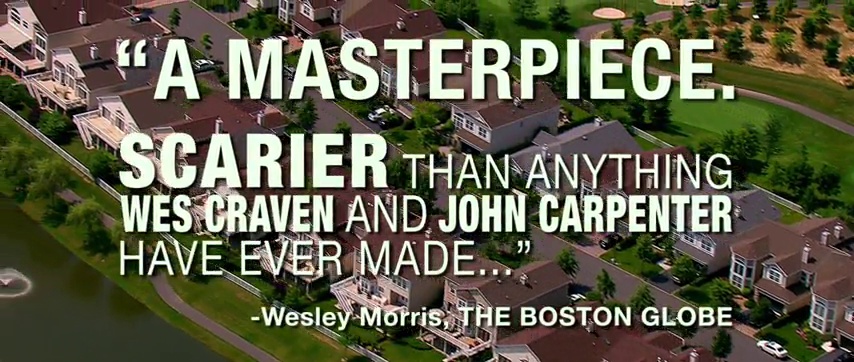 “A MASTERPIECE.
SCARIER THAN ANYTHING
WES CRAVEN AND JOHN CARPENTER
HAVE EVER MADE...”
-Wesley Morris, THE BOSTON GLOBE